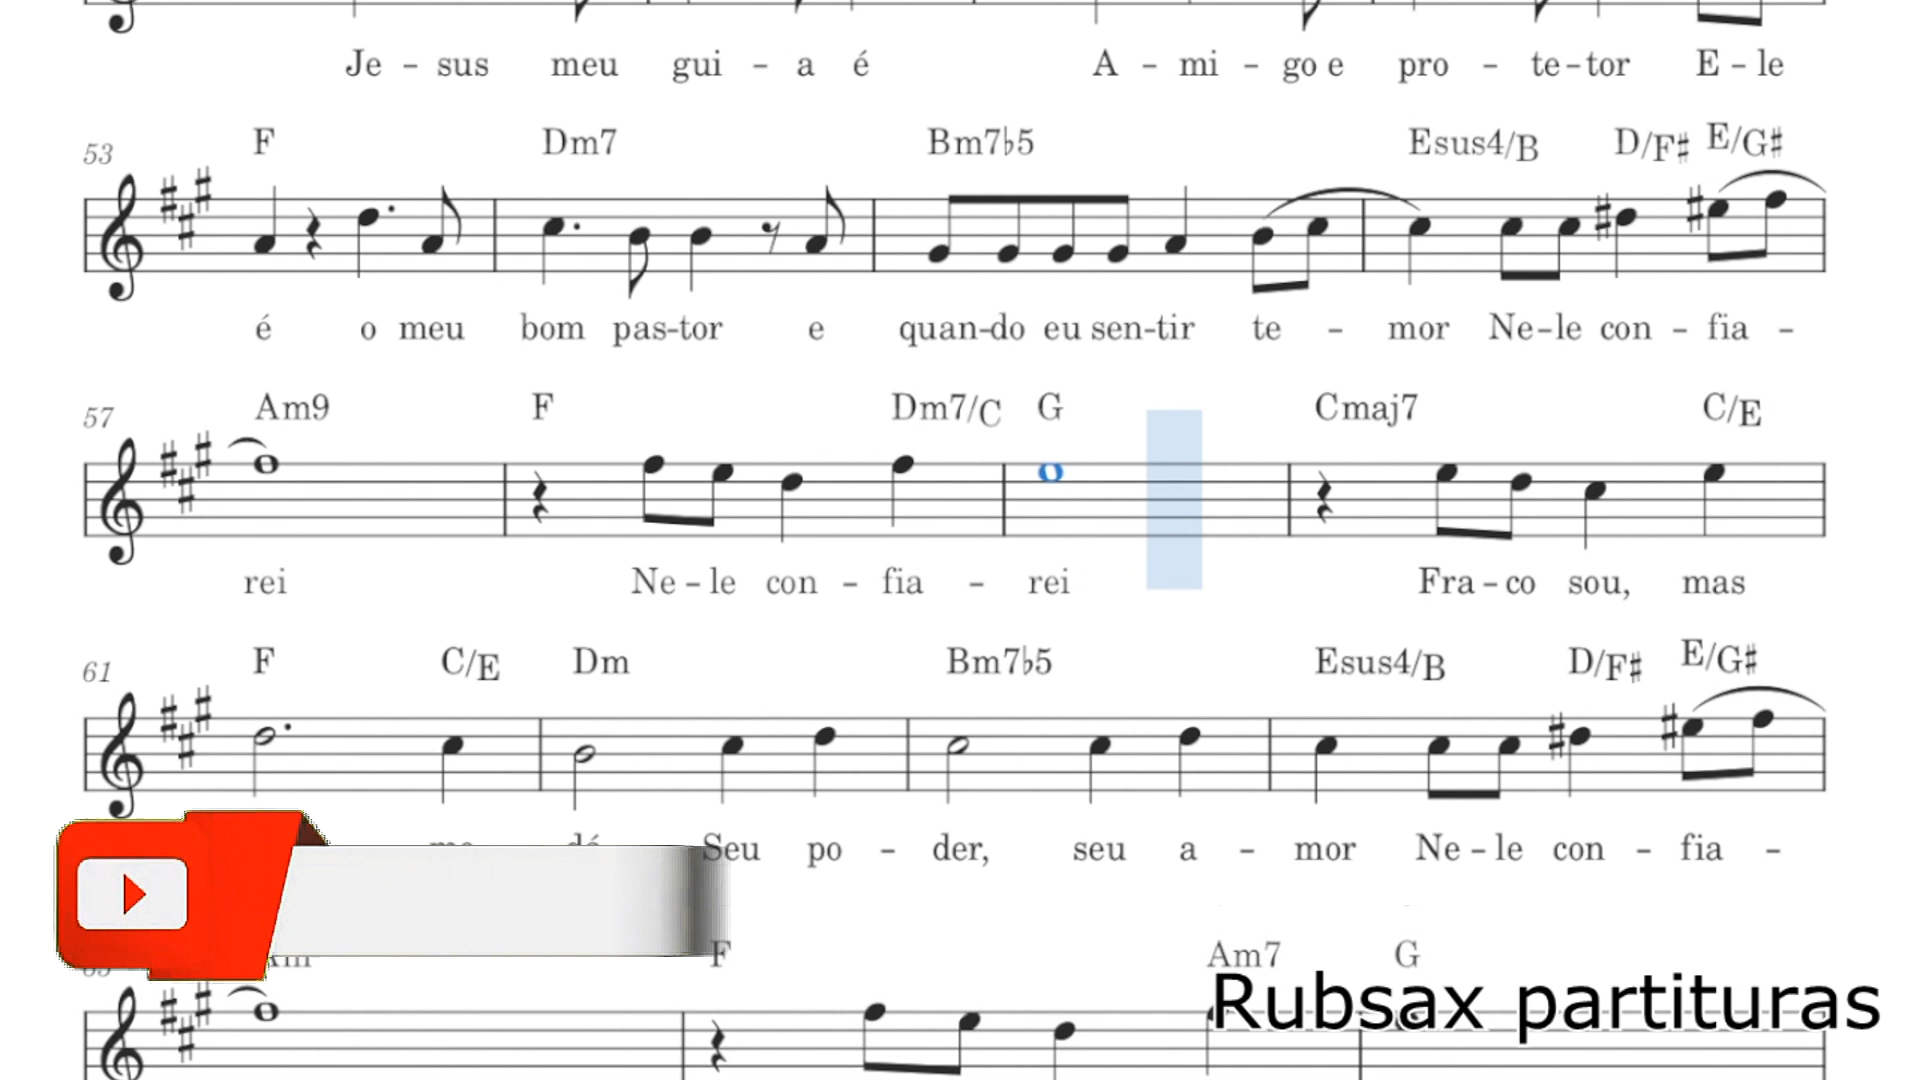 Je - sus meu gui - a é A - mi - go e pro - te - tor E - le
F Dm7 Bm7♭5 Esus4/B D/F♯ E/G♯
53
é o meu bom pas-tor e quan-do eu sen-tir te - mor Ne-le con - fia -
Am9 F Dm7/C G Cmaj7 C/E
57
rei Ne-le con - fia - rei Fra-co sou, mas
F C/E Dm Bm7♭5 Esus4/B D/F♯ E/G♯
61
Seu po - der, seu a - mor Ne-le con - fia -
F Am7 G
Rubsax partituras